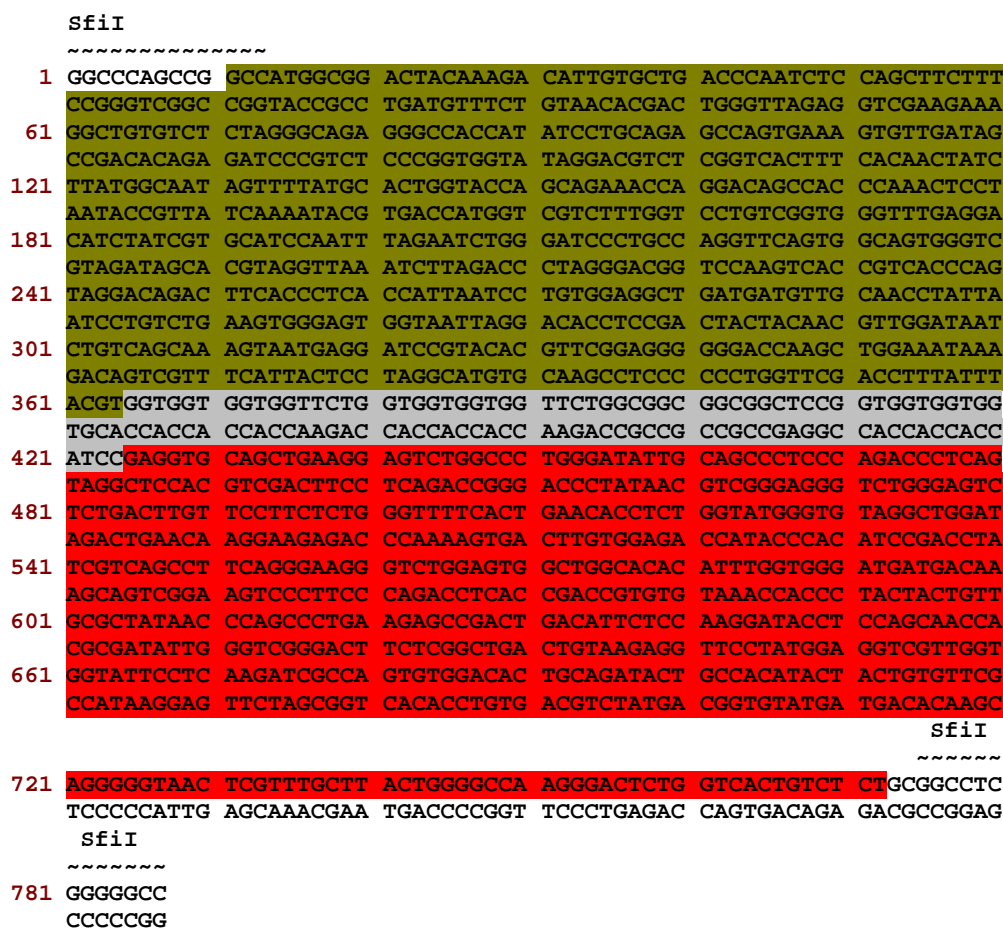 SfiI
~~~~~~~~~~~~~~
1 GGCCCAGCCG GCCATGGCGG ACTACAAAGA CATTGTGCTG ACCCAATCTC CAGCTTCTTT
CCGGGTCGGC CGGTACCGCC TGATGTTTCT GTAACACGAC TGGGTTAGAG GTCGAAGAAA
61 GGCTGTGTCT CTAGGGCAGA GGGCCACCAT ATCCTGCAGA GCCAGTGAAA GTGTTGATAG
CCGACACAGA GATCCCGTCT CCCGGTGGTA TAGGACGTCT CGGTCACTTT CACAACTATC
121 TTATGGCAAT AGTTTTATGC ACTGGTACCA GCAGAAACCA GGACAGCCAC CCAAACTCCT
AATACCGTTA TCAAAATACG TGACCATGGT CGTCTTTGGT CCTGTCGGTG GGTTTGAGGA
181 CATCTATCGT GCATCCAATT TAGAATCTGG GATCCCTGCC AGGTTCAGTG GCAGTGGGTC
GTAGATAGCA CGTAGGTTAA ATCTTAGACC CTAGGGACGG TCCAAGTCAC CGTCACCCAG
241 TAGGACAGAC TTCACCCTCA CCATTAATCC TGTGGAGGCT GATGATGTTG CAACCTATTA
ATCCTGTCTG AAGTGGGAGT GGTAATTAGG ACACCTCCGA CTACTACAAC GTTGGATAAT
301 CTGTCAGCAA AGTAATGAGG ATCCGTACAC GTTCGGAGGG GGGACCAAGC TGGAAATAAA
GACAGTCGTT TCATTACTCC TAGGCATGTG CAAGCCTCCC CCCTGGTTCG ACCTTTATTT
361 ACGTGGTGGT GGTGGTTCTG GTGGTGGTGG TTCTGGCGGC GGCGGCTCCG GTGGTGGTGG
TGCACCACCA CCACCAAGAC CACCACCACC AAGACCGCCG CCGCCGAGGC CACCACCACC
421 ATCCGAGGTG CAGCTGAAGG AGTCTGGCCC TGGGATATTG CAGCCCTCCC AGACCCTCAG
TAGGCTCCAC GTCGACTTCC TCAGACCGGG ACCCTATAAC GTCGGGAGGG TCTGGGAGTC
481 TCTGACTTGT TCCTTCTCTG GGTTTTCACT GAACACCTCT GGTATGGGTG TAGGCTGGAT
AGACTGAACA AGGAAGAGAC CCAAAAGTGA CTTGTGGAGA CCATACCCAC ATCCGACCTA
541 TCGTCAGCCT TCAGGGAAGG GTCTGGAGTG GCTGGCACAC ATTTGGTGGG ATGATGACAA
AGCAGTCGGA AGTCCCTTCC CAGACCTCAC CGACCGTGTG TAAACCACCC TACTACTGTT
601 GCGCTATAAC CCAGCCCTGA AGAGCCGACT GACATTCTCC AAGGATACCT CCAGCAACCA
CGCGATATTG GGTCGGGACT TCTCGGCTGA CTGTAAGAGG TTCCTATGGA GGTCGTTGGT
661 GGTATTCCTC AAGATCGCCA GTGTGGACAC TGCAGATACT GCCACATACT ACTGTGTTCG
CCATAAGGAG TTCTAGCGGT CACACCTGTG ACGTCTATGA CGGTGTATGA TGACACAAGC
SfiI
~~~~~~
721 AGGGGGTAAC TCGTTTGCTT ACTGGGGCCA AGGGACTCTG GTCACTGTCT CTGCGGCCTC
TCCCCCATTG AGCAAACGAA TGACCCCGGT TCCCTGAGAC CAGTGACAGA GACGCCGGAG
SfiI
~~~~~~~
781 GGGGGCC
CCCCCGG